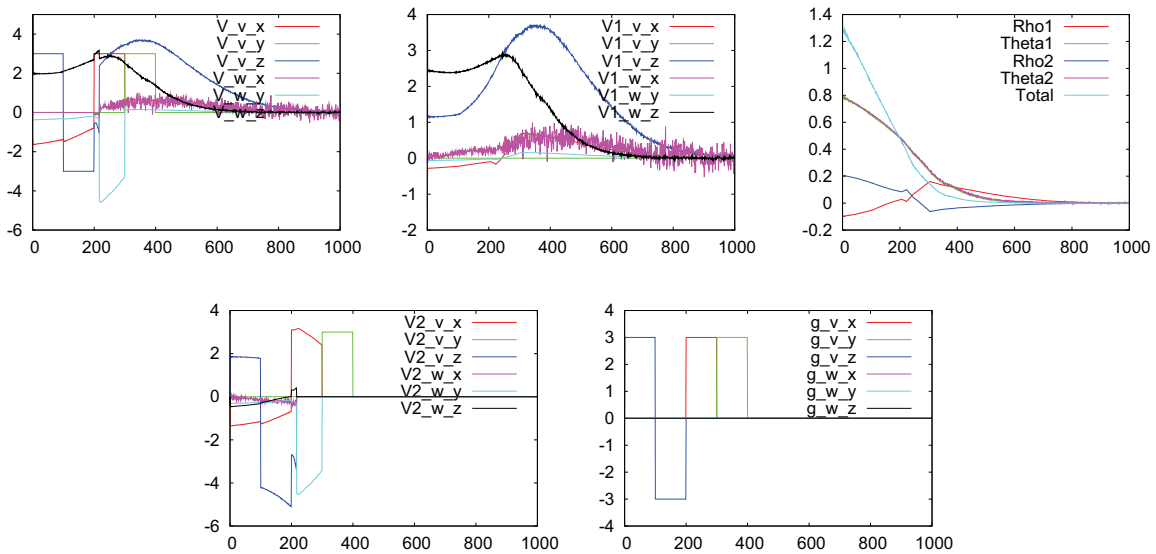 6
4
2
0
-2
-4
-6
0 200 400 600 800 1000
V_v_x
V_v_y
V_v_z
V_w_x
V_w_y
V_w_z
4
3
2
1
0
-1
-2
0 200 400 600 800 1000
V1_v_x
V1_v_y
V1_v_z
V1_w_x
V1_w_y
V1_w_z
1.4
1.2
1
0.8
0.6
0.4
0.2
0
-0.2
0 200 400 600 800 1000
Rho1
Theta1
Rho2
Theta2
Total
4
2
0
-2
-4
-6
0 200 400 600 800 1000
V2_v_x
V2_v_y
V2_v_z
V2_w_x
V2_w_y
V2_w_z
4
3
2
1
0
-1
-2
-3
-4
0 200 400 600 800 1000
g_v_x
g_v_y
g_v_z
g_w_x
g_w_y
g_w_z